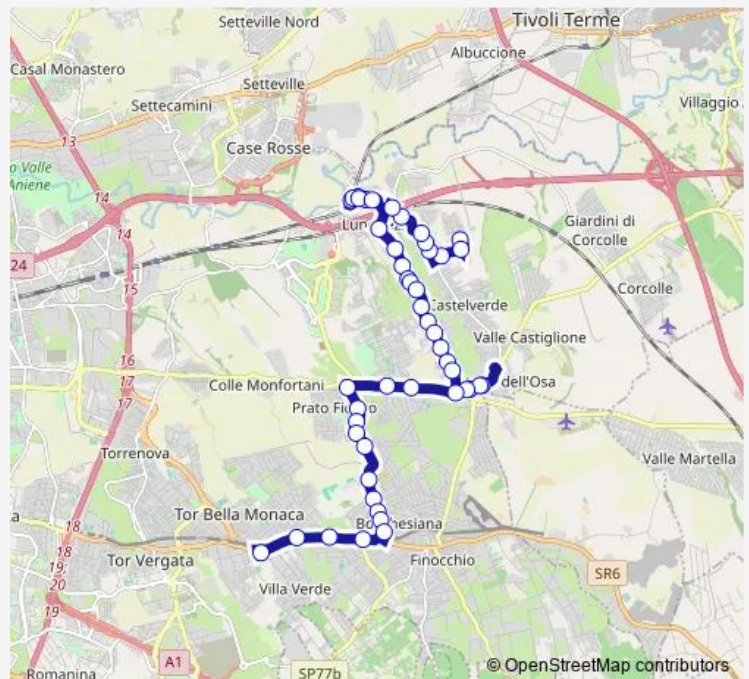 Setteville Nord
Tivoli Terme
Albuccione
Casal Monastero
Setteville
Settecamini
Villaggio
13
Case Rosse
o Valle
Aniene
14
14
Lun
Giardini di
Corcolle
24
15
Castelverde
Corcolle
Valle Castiglione
16
17
17
Colle Monfortani
dell'Osa
Prato Fi
Torrenova
Valle Martella
Tor Bella Monaca
18
Tor Vergata
Finocchio
18
19;
20
SR6
19
Villa Verde
A1
SP77b
Romanina
© OpenStreetMap contributors